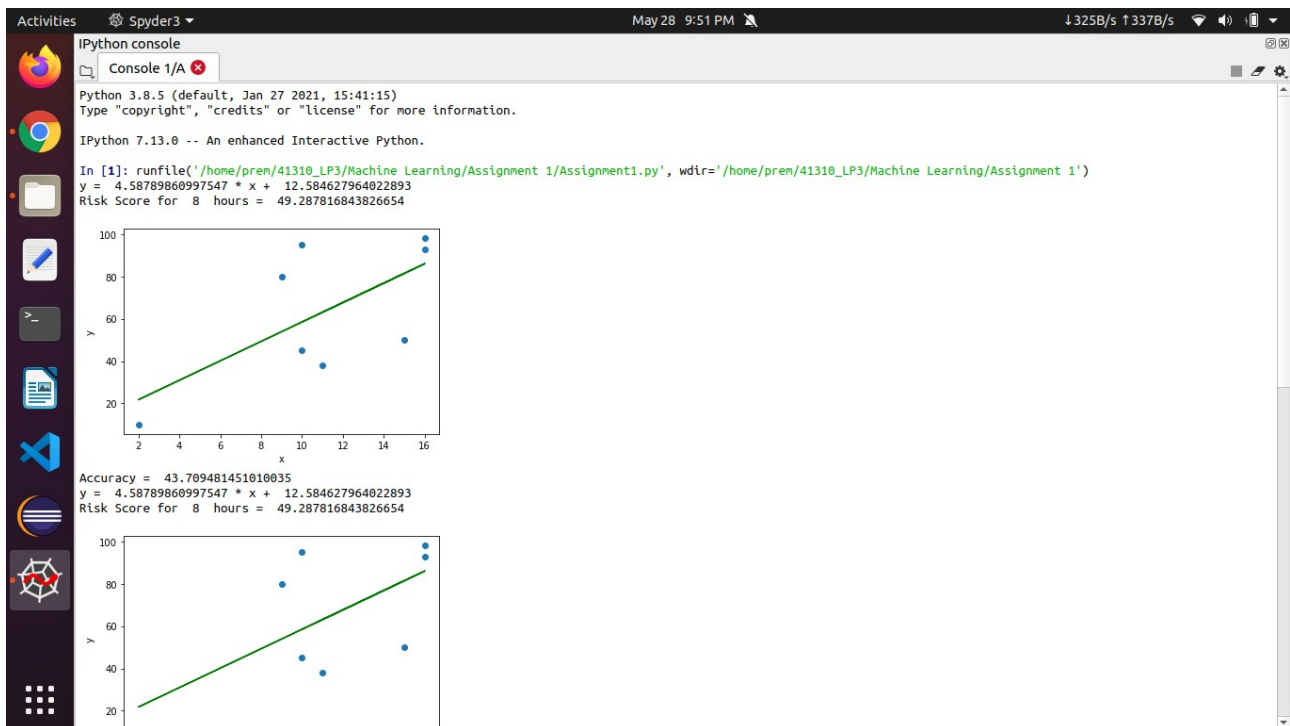 Activities Spyder3 May 28 9:51 PM ↓325B/s ↑337B/s
IPython console
Console 1/A
Python 3.8.5 (default, Jan 27 2021, 15:41:15)
Type "copyright", "credits" or "license" for more information.
IPython 7.13.0 -- An enhanced Interactive Python.
In [1]: runfile('/home/prem/41310_LP3/Machine Learning/Assignment 1/Assignment1.py', wdir='/home/prem/41310_LP3/Machine Learning/Assignment 1')
y =  4.58789860997547 * x +  12.584627964022893
Risk Score for  8  hours =  49.287816843826654
100
80
60
y
40
20
2 4 6 8 10 12 14 16
x
Accuracy =  43.709481451010035
y =  4.58789860997547 * x +  12.584627964022893
Risk Score for  8  hours =  49.287816843826654
100
80
60
y
40
20